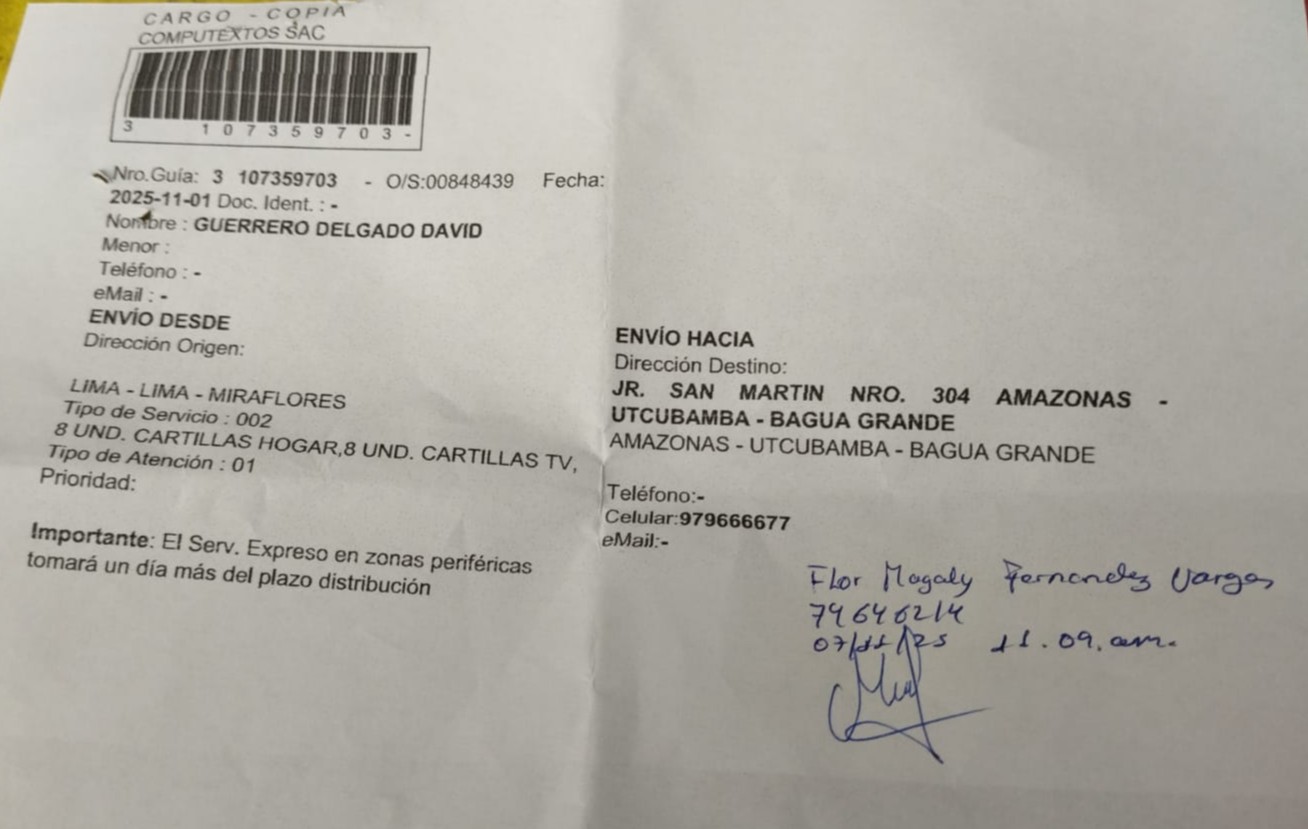 CARGO - COPIA
COMPUTEXTOS SAC
3 107359703-
Nro.Guía: 3 107359703 - O/S:00848439 Fecha:
2025-11-01 Doc. Ident. : -
Nombre : GUERRERO DELGADO DAVID
Menor :
Teléfono : -
eMail : -
ENVÍO DESDE
Dirección Origen:
LIMA - LIMA - MIRAFLORES
Tipo de Servicio : 002
8 UND. CARTILLAS HOGAR,8 UND. CARTILLAS TV,
Tipo de Atención : 01
Prioridad:
Importante: El Serv. Expreso en zonas periféricas
tomará un día más del plazo distribución
ENVÍO HACIA
Dirección Destino:
JR. SAN MARTIN NRO. 304 AMAZONAS -
UTCUBAMBA - BAGUA GRANDE
AMAZONAS - UTCUBAMBA - BAGUA GRANDE
Teléfono:-
Celular:979666677
eMail:-
Flor Magaly Fernandez Vargas
74646214
07/11/25 11.09.am.